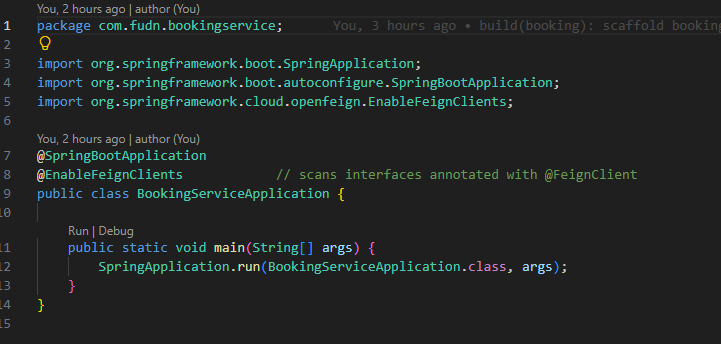 You, 2 hours ago | author (You)
1 package com.fudn.bookingservice; You, 3 hours ago • build(booking): scaffold booking
2
3 import org.springframework.boot.SpringApplication;
4 import org.springframework.boot.autoconfigure.SpringBootApplication;
5 import org.springframework.cloud.openfeign.EnableFeignClients;
6
You, 2 hours ago | author (You)
7 @SpringBootApplication
8 @EnableFeignClients // scans interfaces annotated with @FeignClient
9 public class BookingServiceApplication {
10
Run | Debug
11 public static void main(String[] args) {
12 SpringApplication.run(BookingServiceApplication.class, args);
13 }
14 }
15